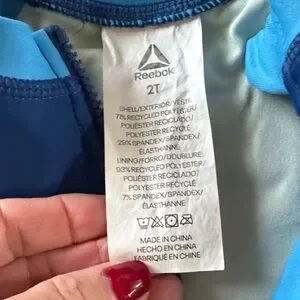 Reebok
2T
SHELL/EXTERIOR/VESTE
71% RECYCLED POLYESTER/
POLIÉSTER RECICLADO/
POLYESTER RECYCLÉ
29% SPANDEX/SPANDEX/
ÉLASTHANNE
LINING/FORRO/DOUBLURE:
93% RECYCLED POLYESTER/
POLIÉSTER RECICLADO/
POLYESTER RECYCLÉ
7% SPANDEX/SPANDEX/
ÉLASTHANNE
MADE IN CHINA
HECHO EN CHINA
FABRIQUÉ EN CHINE